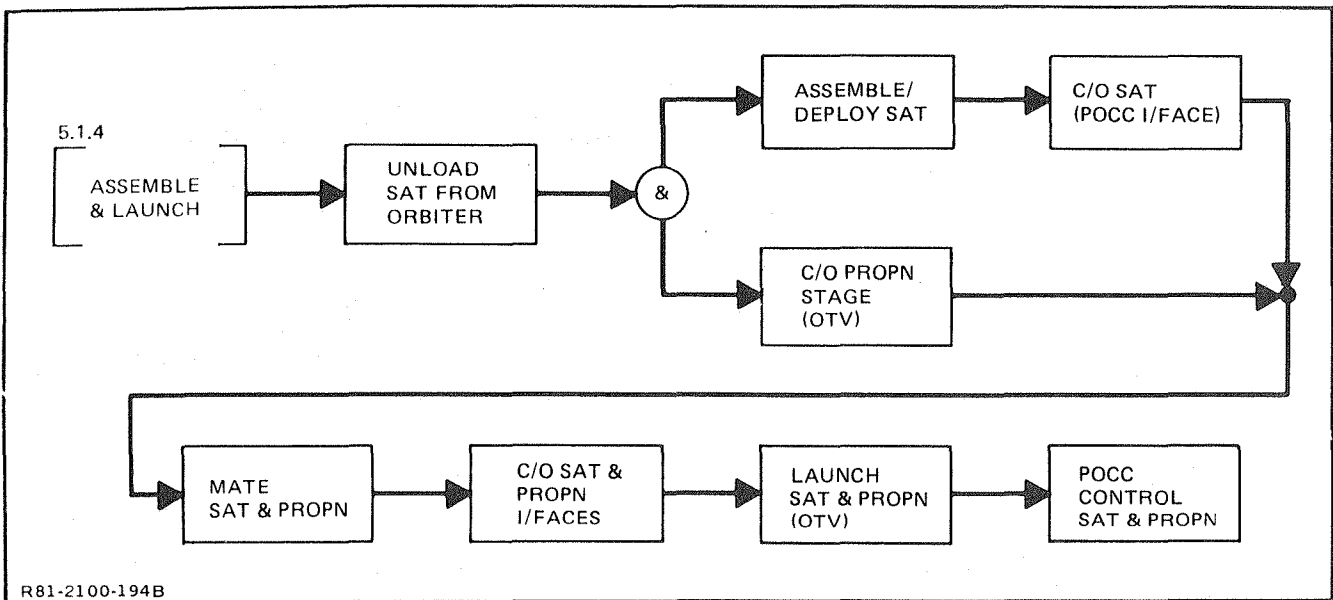 5.1.4
ASSEMBLE
& LAUNCH
UNLOAD
SAT FROM
ORBITER
&
ASSEMBLE/
DEPLOY SAT
C/O SAT
(POCC I/FACE)
C/O PROPN
STAGE
(OTV)
MATE
SAT & PROPN
C/O SAT &
PROPN
I/FACES
LAUNCH
SAT & PROPN
(OTV)
POCC
CONTROL
SAT & PROPN
R81-2100-194B